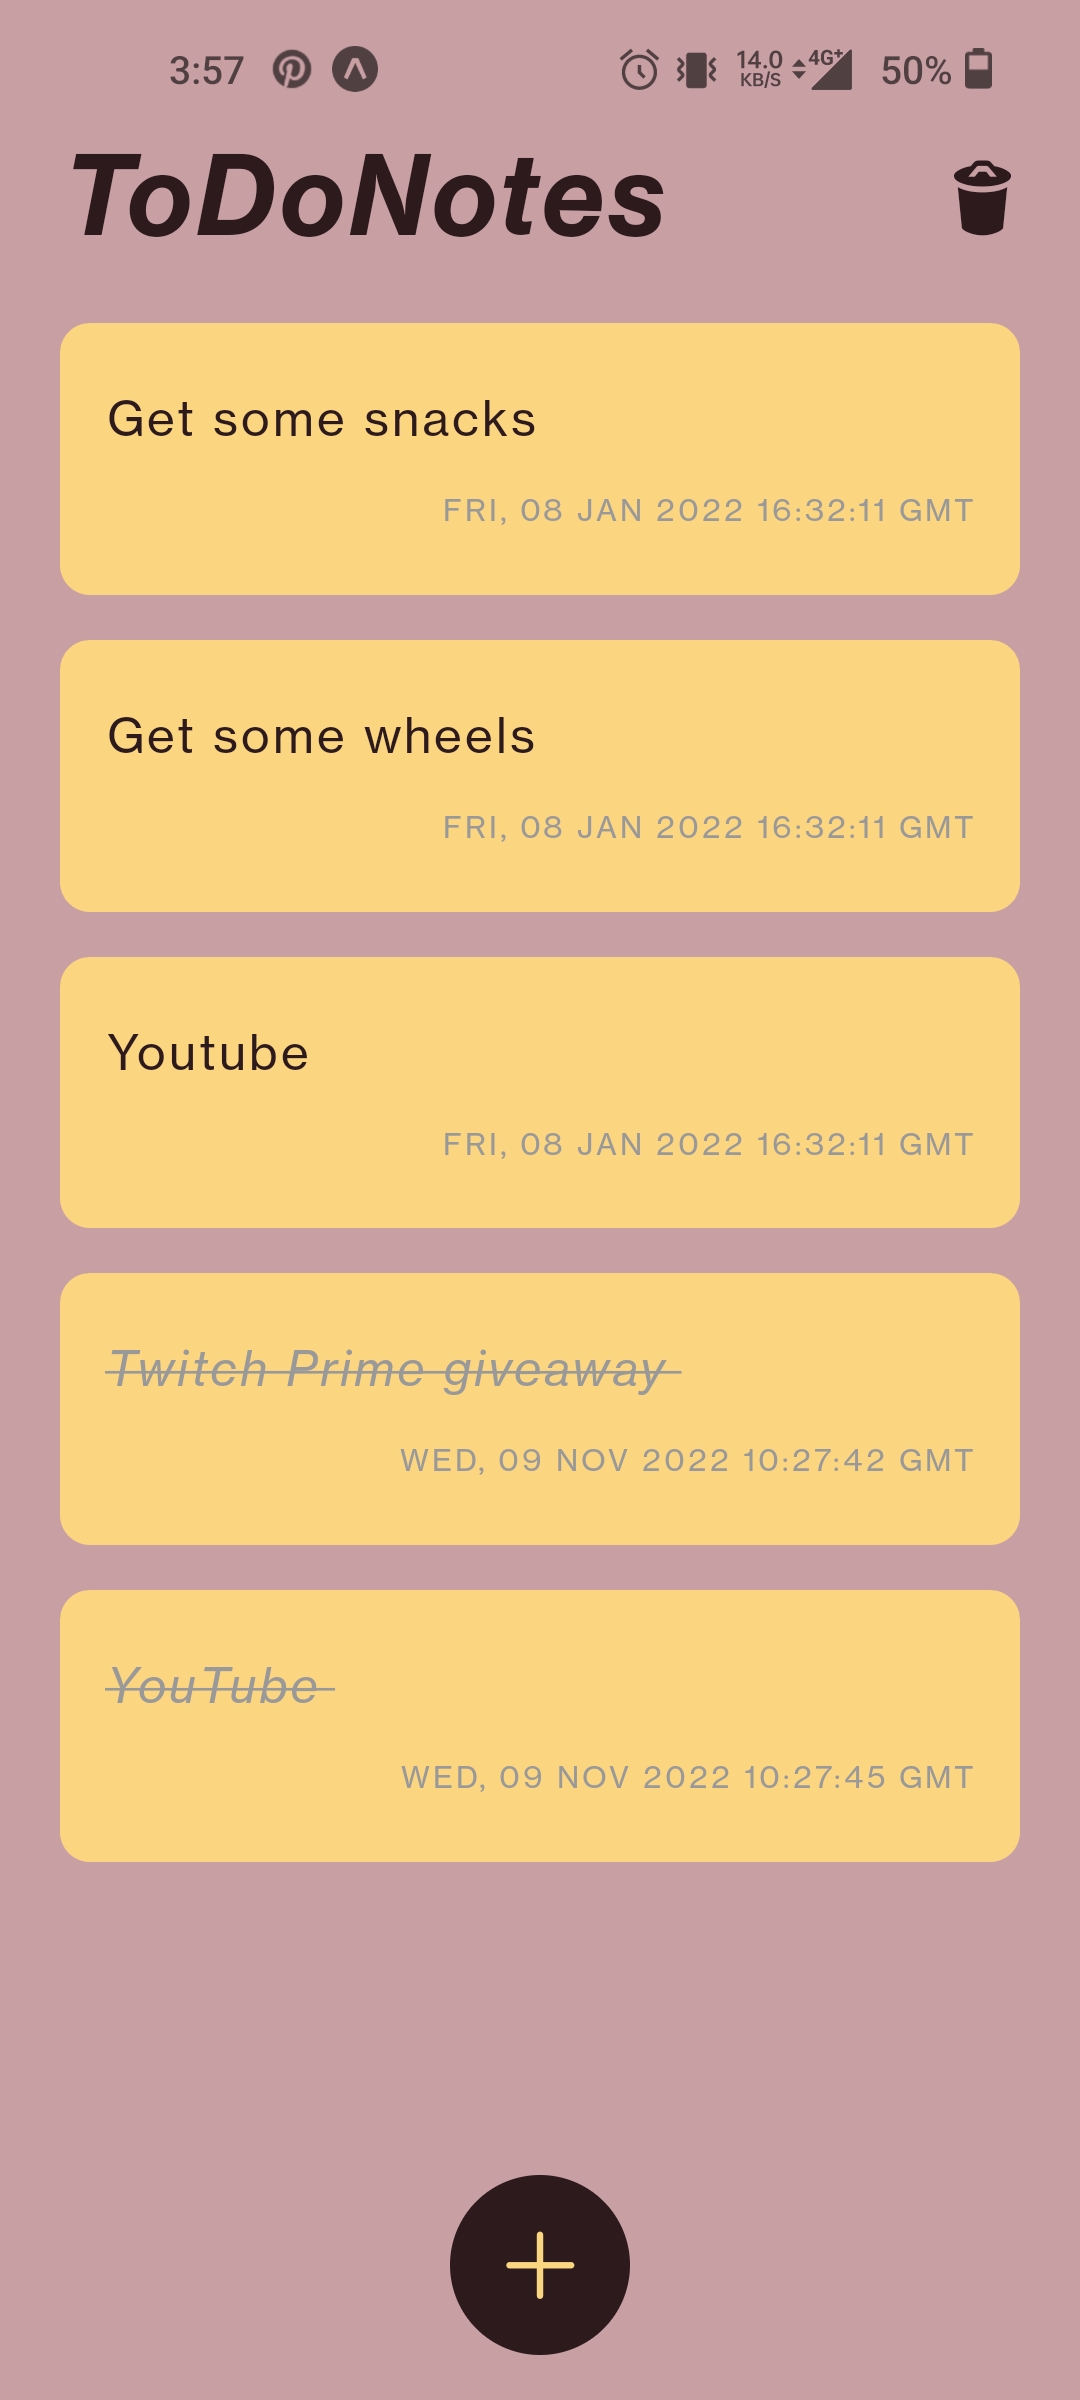 3:57 14.0 KB/S 4G+ 50%
ToDoNotes
Get some snacks
FRI, 08 JAN 2022 16:32:11 GMT
Get some wheels
FRI, 08 JAN 2022 16:32:11 GMT
Youtube
FRI, 08 JAN 2022 16:32:11 GMT
Twitch Prime giveaway
WED, 09 NOV 2022 10:27:42 GMT
YouTube
WED, 09 NOV 2022 10:27:45 GMT